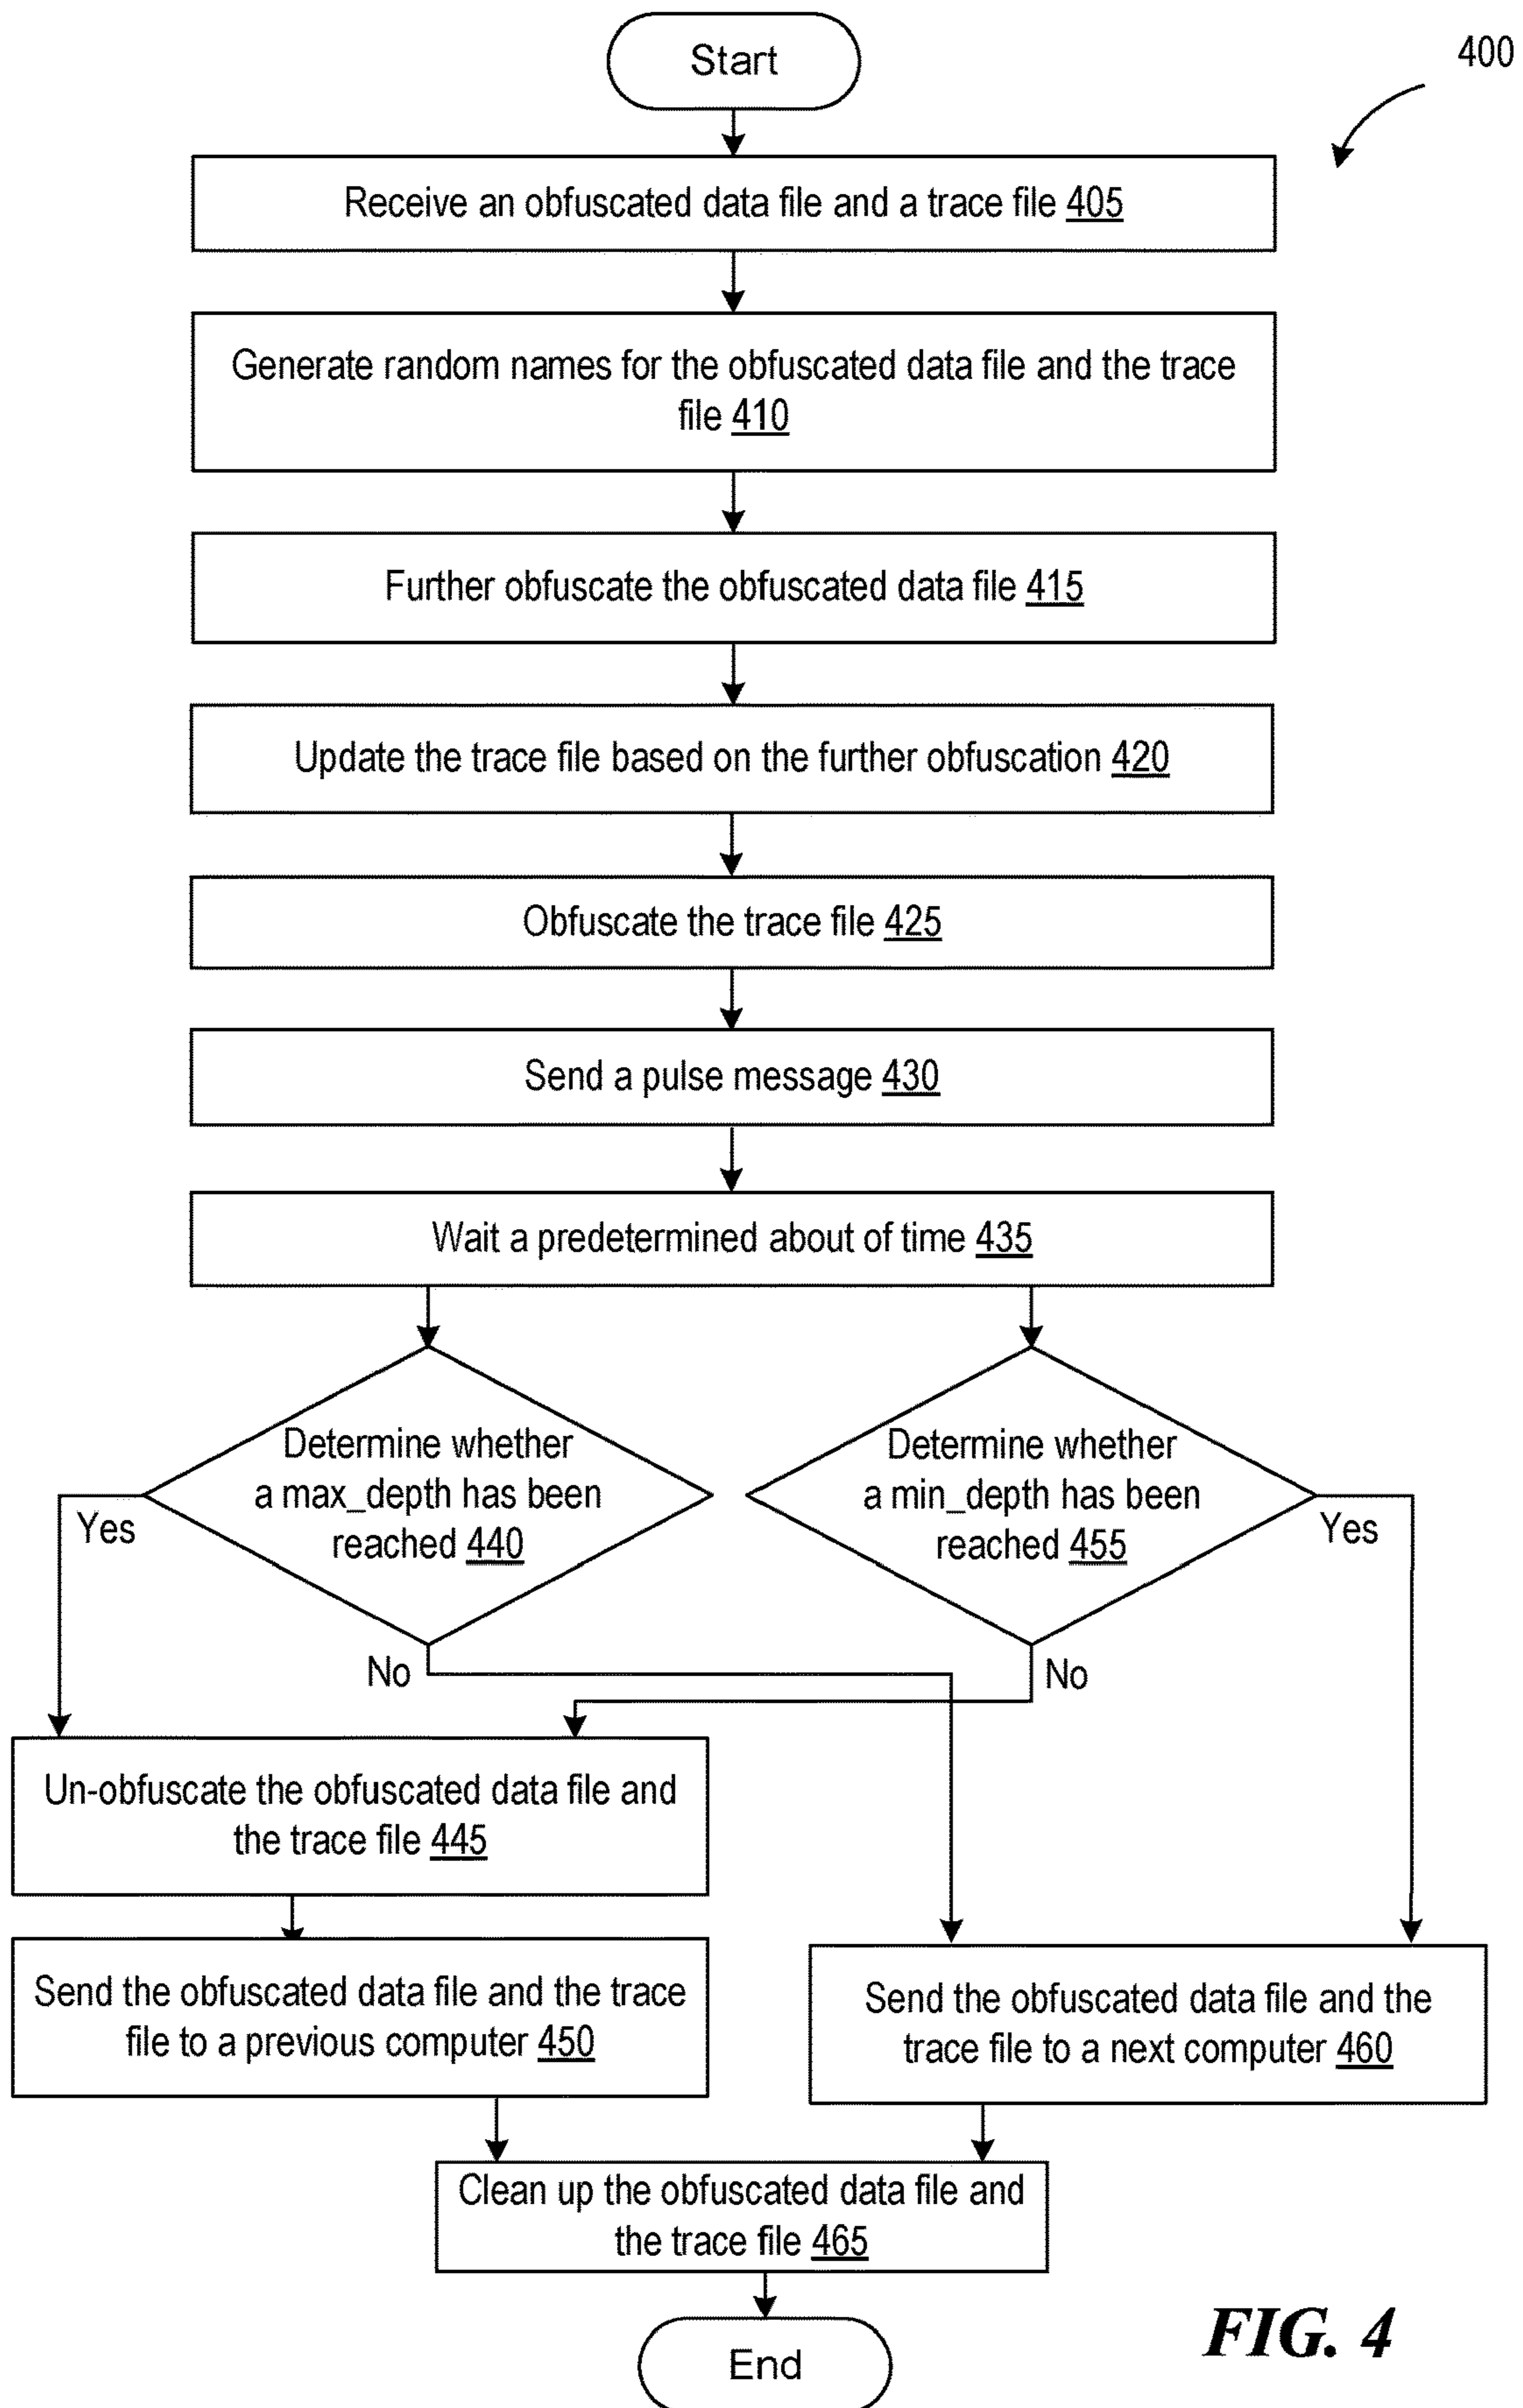 Start
400
Receive an obfuscated data file and a trace file 405
Generate random names for the obfuscated data file and the trace
file 410
Further obfuscate the obfuscated data file 415
Update the trace file based on the further obfuscation 420
Obfuscate the trace file 425
Send a pulse message 430
Wait a predetermined about of time 435
Determine whether
a max_depth has been
reached 440
Yes
No
Determine whether
a min_depth has been
reached 455
Yes
No
Un-obfuscate the obfuscated data file and
the trace file 445
Send the obfuscated data file and the trace
file to a previous computer 450
Send the obfuscated data file and the
trace file to a next computer 460
Clean up the obfuscated data file and
the trace file 465
End
FIG. 4